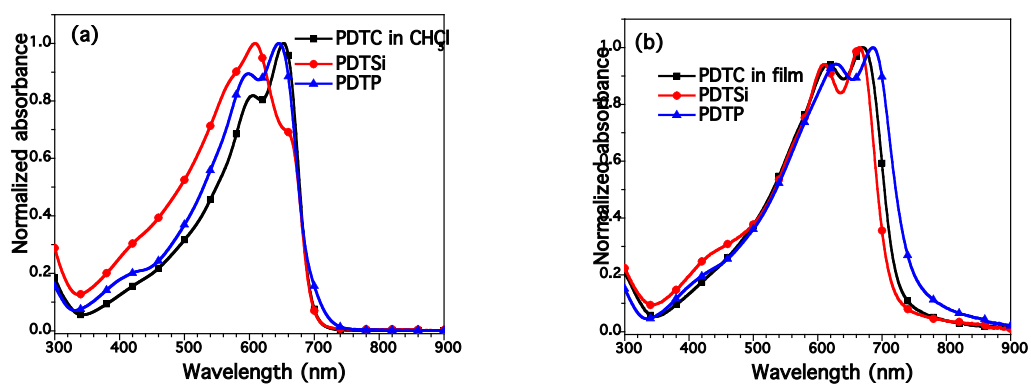 (a)
PDTC in CHCl3
PDTSi
PDTP
Normalized absorbance
1.0
0.8
0.6
0.4
0.2
0.0
300 400 500 600 700 800 900
Wavelength (nm)
(b)
PDTC in film
PDTSi
PDTP
Normalized absorbance
1.0
0.8
0.6
0.4
0.2
0.0
300 400 500 600 700 800 900
Wavelength (nm)